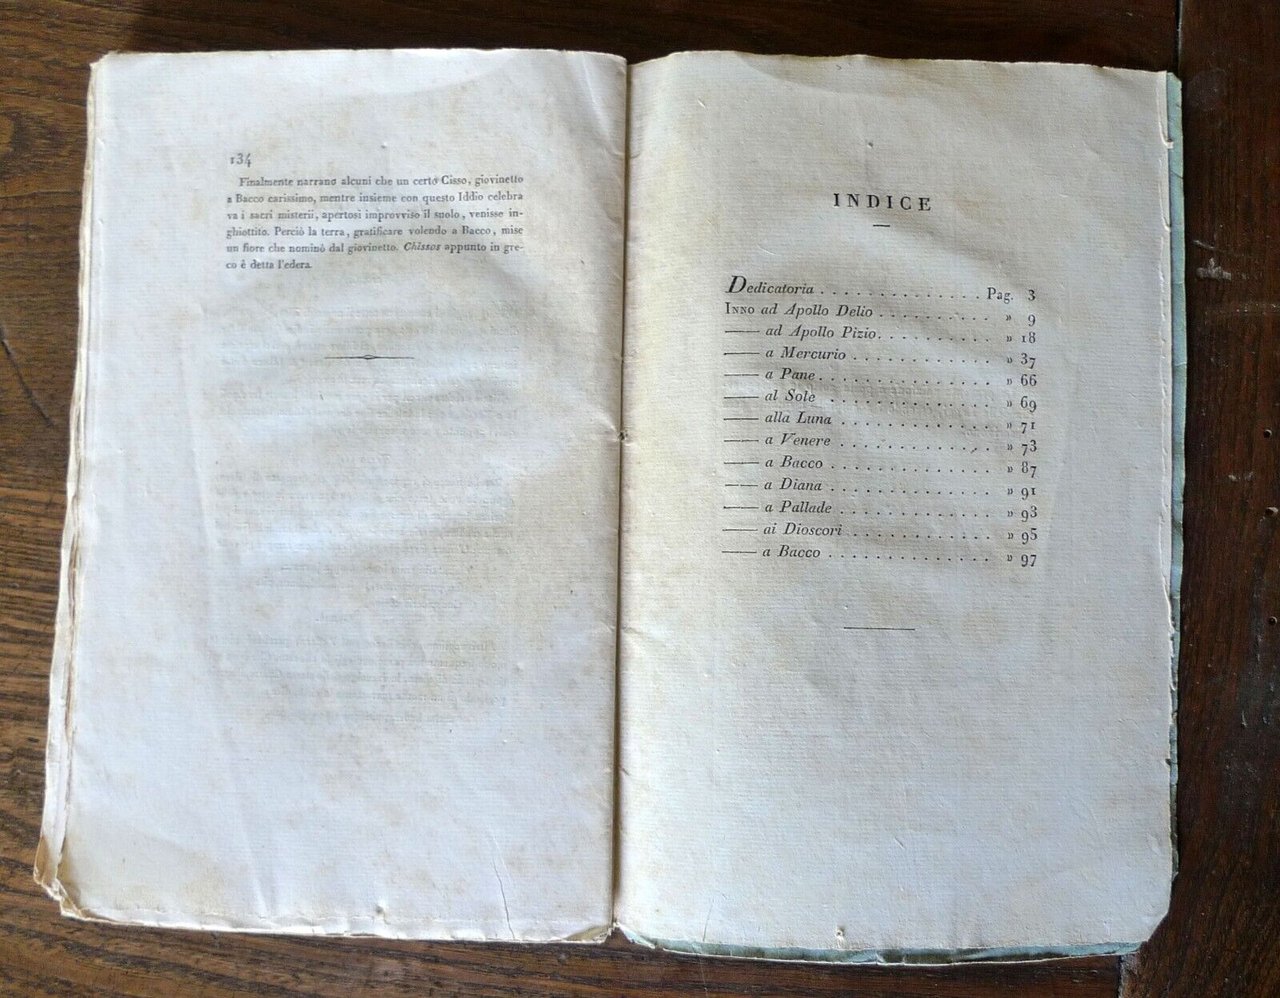 134
Finalmente narrano alcuni che un certo Cisso, giovinetto
a Bacco carissimo, mentre insieme con questo Iddio celebra
va i sacri misterii, apertosi improvviso il suolo, venisse in-
ghiottito. Perciò la terra, gratificare volendo a Bacco, mise
un fiore che nominò dal giovinetto. Chissos appunto in gre-
co è detta l'edera.
INDICE
Dedicatoria . . . . . . . . . . . . . . Pag. 3
Inno ad Apollo Delio . . . . . . . . . . » 9
—— ad Apollo Pizio. . . . . . . . . . » 18
—— a Mercurio . . . . . . . . . . . . » 37
—— a Pane. . . . . . . . . . . . . . » 66
—— al Sole . . . . . . . . . . . . . » 69
—— alla Luna . . . . . . . . . . . . » 71
—— a Venere . . . . . . . . . . . . » 73
—— a Bacco . . . . . . . . . . . . . » 87
—— a Diana . . . . . . . . . . . . . » 91
—— a Pallade . . . . . . . . . . . . » 93
—— ai Dioscori . . . . . . . . . . . » 95
—— a Bacco . . . . . . . . . . . . . » 97